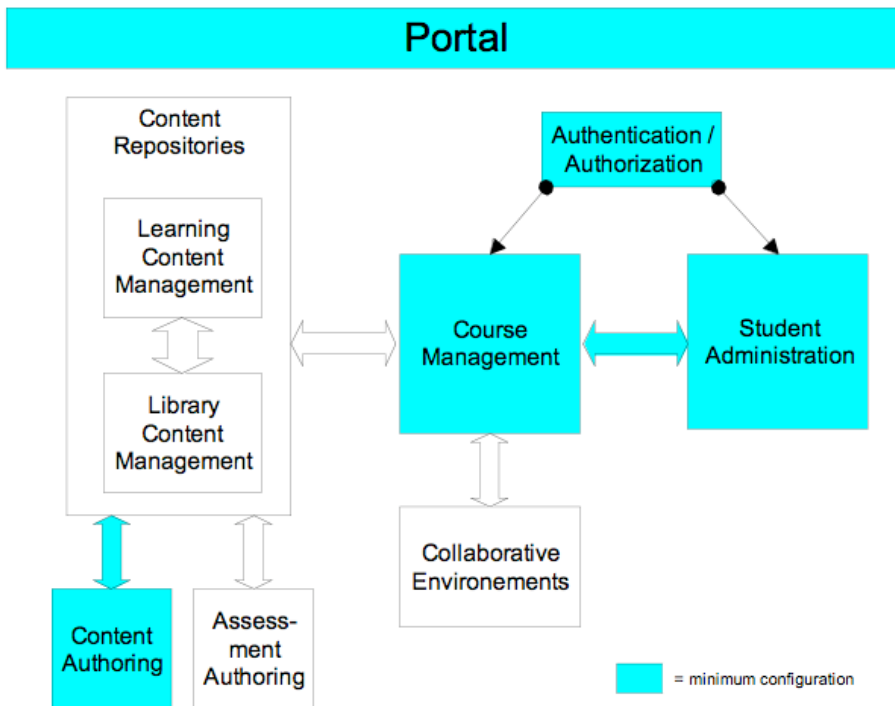 Portal
Content
Repositories
Learning
Content
Management
Library
Content
Management
Content
Authoring
Assess-
ment
Authoring
Authentication /
Authorization
Course
Management
Student
Administration
Collaborative
Environements
= minimum configuration